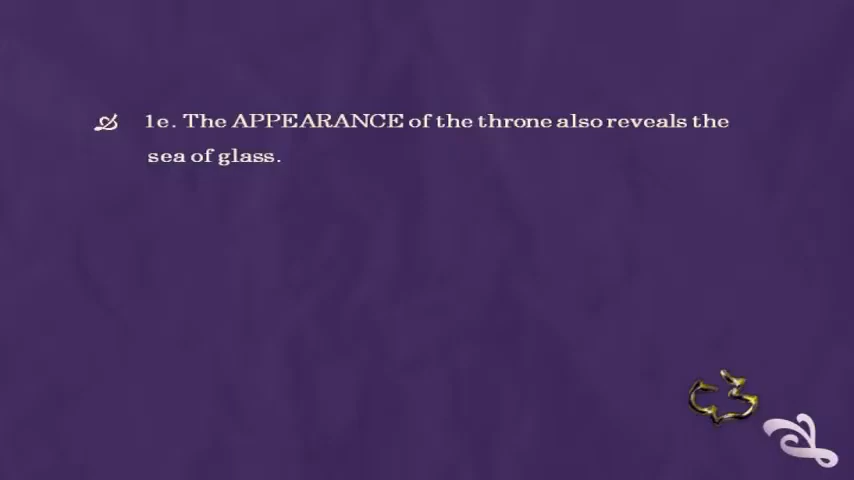 1e. The APPEARANCE of the throne also reveals the
sea of glass.